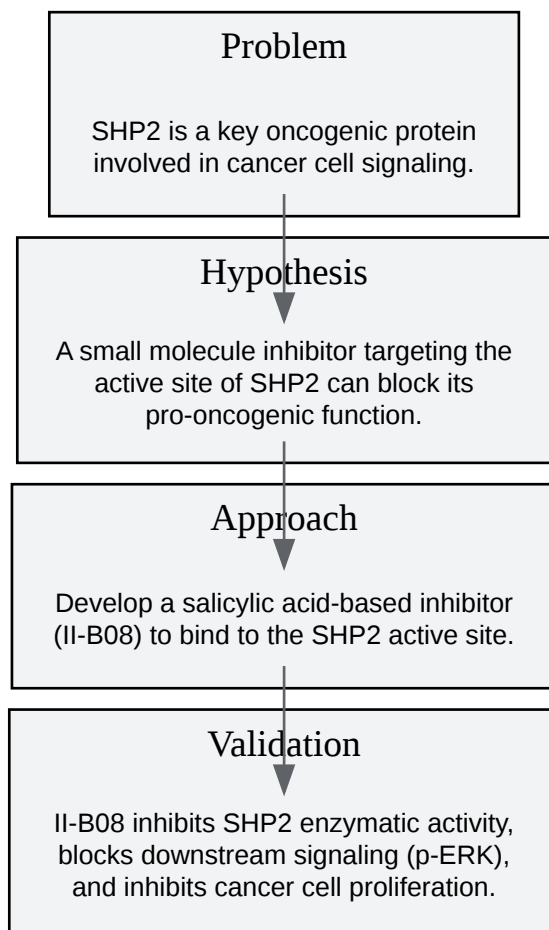 Problem
SHP2 is a key oncogenic protein
involved in cancer cell signaling.
Hypothesis
A small molecule inhibitor targeting the
active site of SHP2 can block its
pro-oncogenic function.
Approach
Develop a salicylic acid-based inhibitor
(II-B08) to bind to the SHP2 active site.
Validation
II-B08 inhibits SHP2 enzymatic activity,
blocks downstream signaling (p-ERK),
and inhibits cancer cell proliferation.